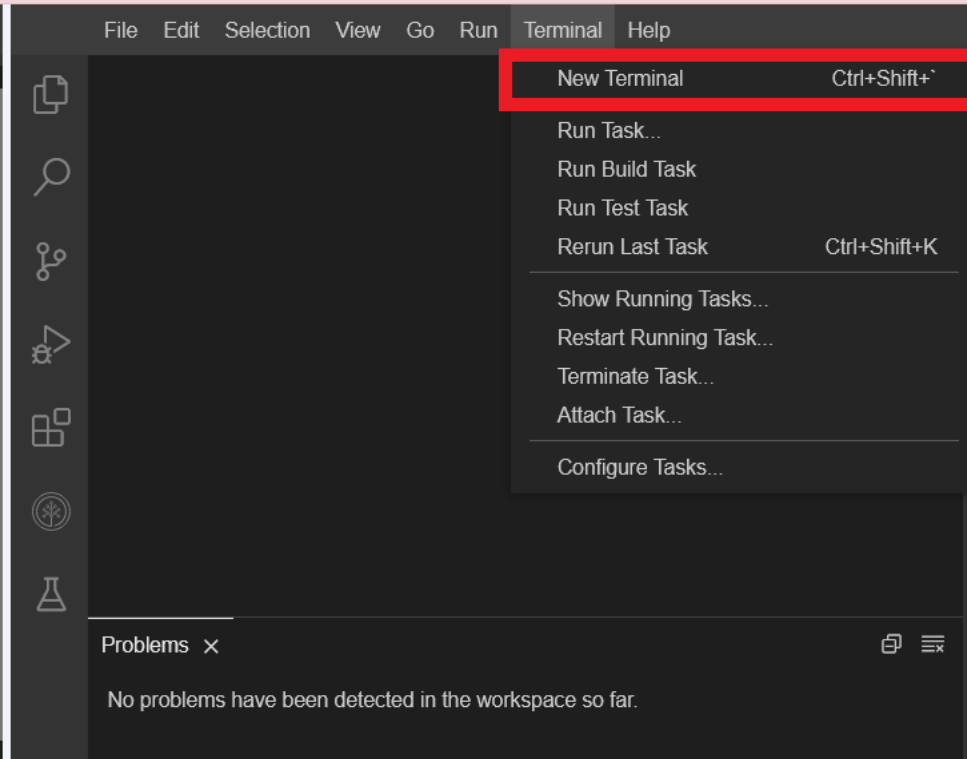 File Edit Selection View Go Run Terminal Help
New Terminal Ctrl+Shift+`
Run Task...
Run Build Task
Run Test Task
Rerun Last Task Ctrl+Shift+K
Show Running Tasks...
Restart Running Task...
Terminate Task...
Attach Task...
Configure Tasks...
Problems
No problems have been detected in the workspace so far.